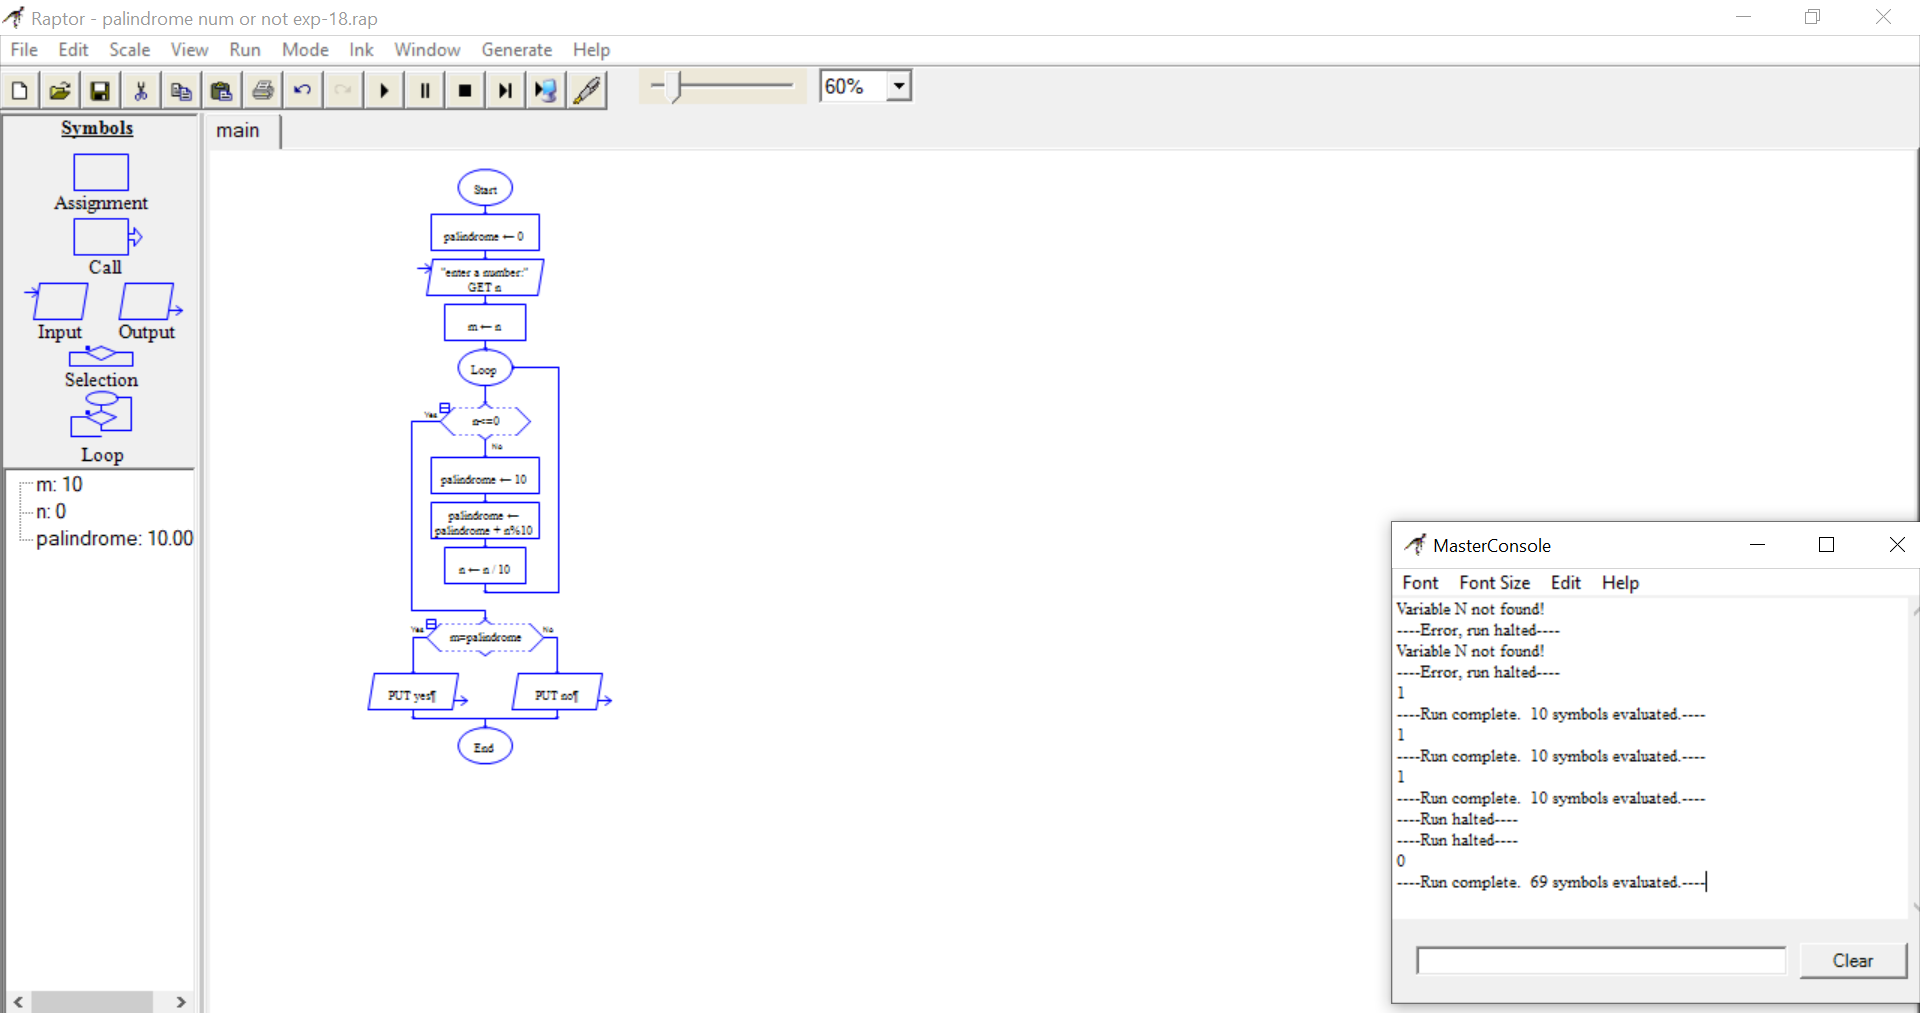 Raptor - palindrome num or not exp-18.rap
File Edit Scale View Run Mode Ink Window Generate Help
60%
Symbols
Assignment
Call
Input Output
Selection
Loop
m: 10
n: 0
palindrome: 10.00
main
Start
palindrome ← 0
"enter a number:"
GET n
m ← n
Loop
Yes
n<=0
No
palindrome ← 10
palindrome ←
palindrome + n%10
n ← n / 10
Yes
m=palindrome
No
PUT yes¶
PUT no¶
End
MasterConsole
Font Font Size Edit Help
Variable N not found!
----Error, run halted----
Variable N not found!
----Error, run halted----
1
----Run complete.  10 symbols evaluated.----
1
----Run complete.  10 symbols evaluated.----
1
----Run complete.  10 symbols evaluated.----
----Run halted----
----Run halted----
0
----Run complete.  69 symbols evaluated.----
Clear